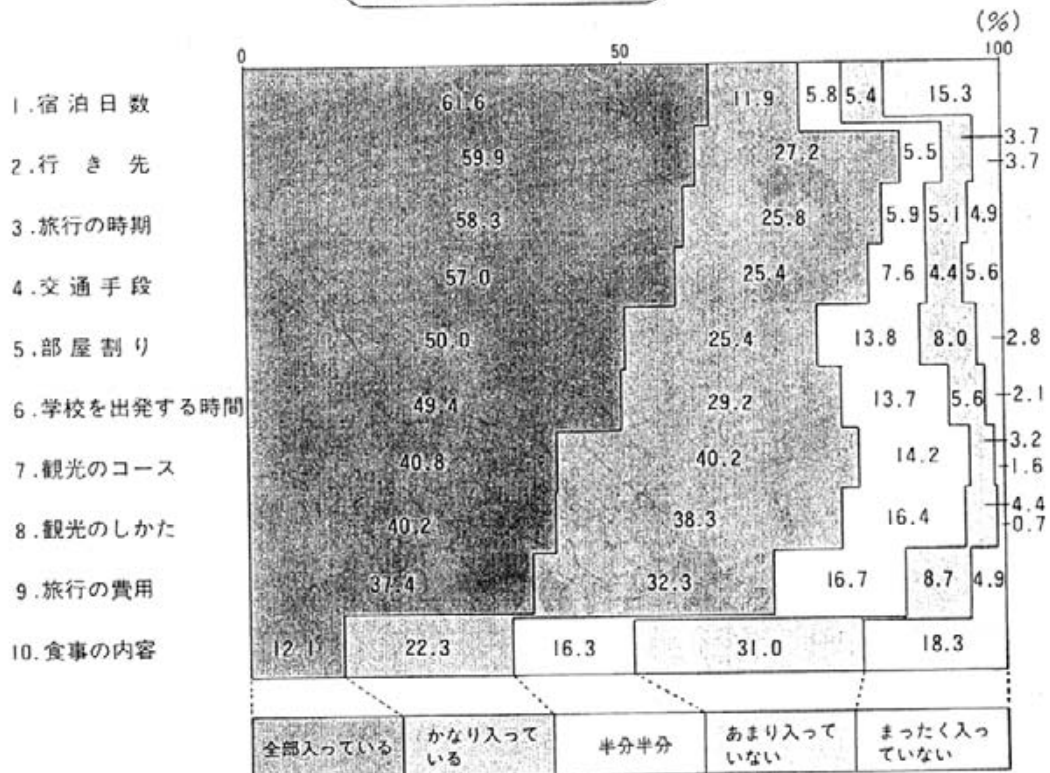 (%)
0 50 100
1.宿泊日数 61.6 11.9 5.8 5.4 15.3
2.行き先 59.9 27.2 5.5 3.7 3.7
3.旅行の時期 58.3 25.8 5.9 5.1 4.9
4.交通手段 57.0 25.4 7.6 4.4 5.6
5.部屋割り 50.0 25.4 13.8 8.0 2.8
6.学校を出発する時間 49.4 29.2 13.7 5.6 2.1
7.観光のコース 40.8 40.2 14.2 3.2 1.6
8.観光のしかた 40.2 38.3 16.4 4.4 0.7
9.旅行の費用 37.4 32.3 16.7 8.7 4.9
10.食事の内容 12.1 22.3 16.3 31.0 18.3
全部入っている
かなり入って
いる
半分半分
あまり入って
いない
まったく入っ
ていない